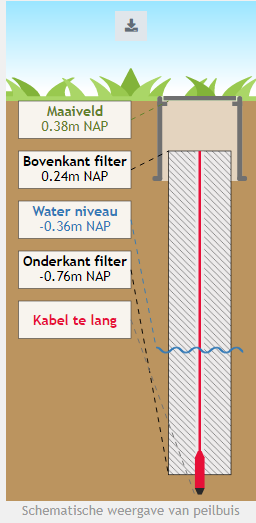 Maaiveld
0.38m NAP
Bovenkant filter
0.24m NAP
Water niveau
-0.36m NAP
Onderkant filter
-0.76m NAP
Kabel te lang
Schematische weergave van peilbuis